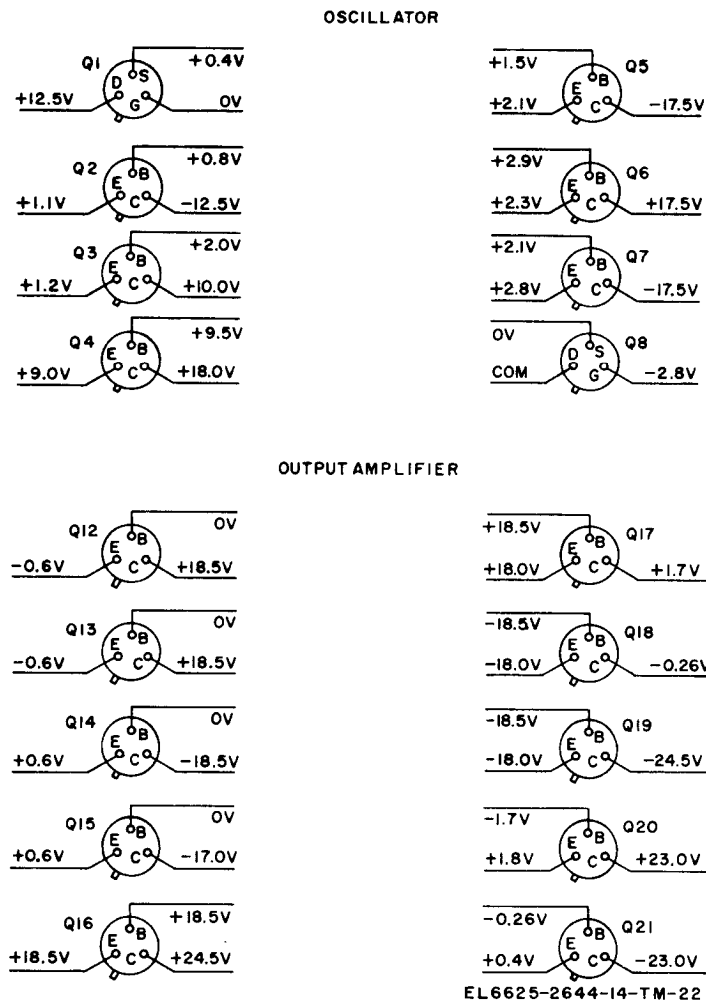 OSCILLATOR
Q1 D S G +0.4V +12.5V 0V
Q2 E B C +0.8V +1.1V -12.5V
Q3 E B C +2.0V +1.2V +10.0V
Q4 E B C +9.5V +9.0V +18.0V
+1.5V Q5 E B C +2.1V -17.5V
+2.9V Q6 E B C +2.3V +17.5V
+2.1V Q7 E B C +2.8V -17.5V
0V Q8 D S G COM -2.8V
OUTPUT AMPLIFIER
Q12 E B C 0V -0.6V +18.5V
Q13 E B C 0V -0.6V +18.5V
Q14 E B C 0V +0.6V -18.5V
Q15 E B C 0V +0.6V -17.0V
Q16 E B C +18.5V +18.5V +24.5V
+18.5V Q17 E B C +18.0V +1.7V
-18.5V Q18 E B C -18.0V -0.26V
-18.5V Q19 E B C -18.0V -24.5V
-1.7V Q20 E B C +1.8V +23.0V
-0.26V Q21 E B C +0.4V -23.0V
EL6625-2644-14-TM-22